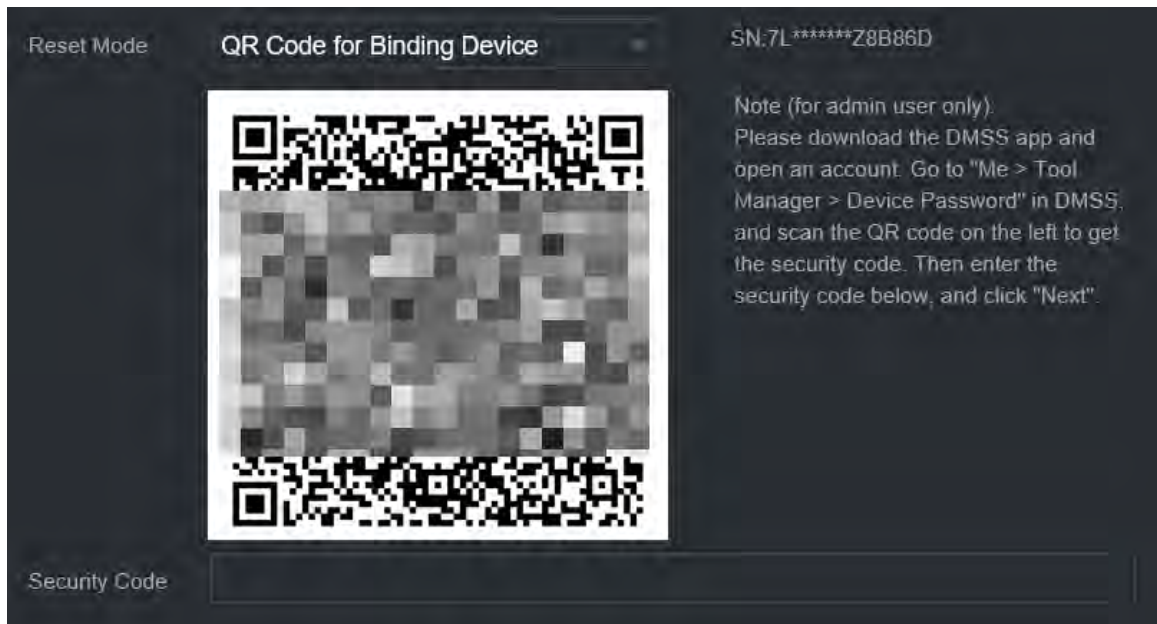 Reset Mode
QR Code for Binding Device
SN:7L*******Z8B86D
Note (for admin user only).
Please download the DMSS app and
open an account. Go to "Me > Tool
Manager > Device Password" in DMSS,
and scan the QR code on the left to get
the security code. Then enter the
security code below, and click "Next".
Security Code